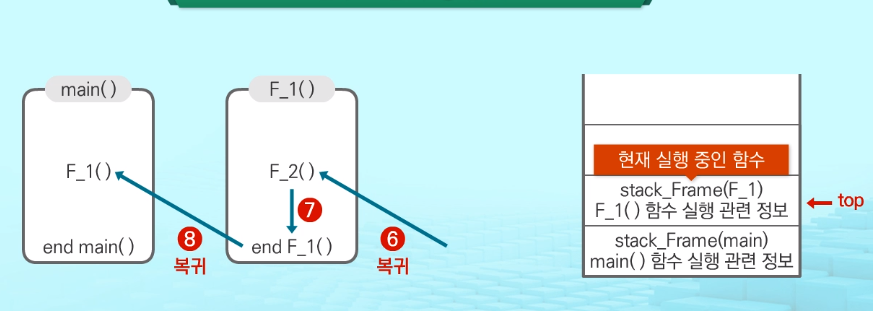 main( )
F_1( )
end main( )
F_1( )
F_2( )
7
end F_1( )
8
복귀
6
복귀
현재 실행 중인 함수
stack_Frame(F_1)
F_1( ) 함수 실행 관련 정보
top
stack_Frame(main)
main( ) 함수 실행 관련 정보